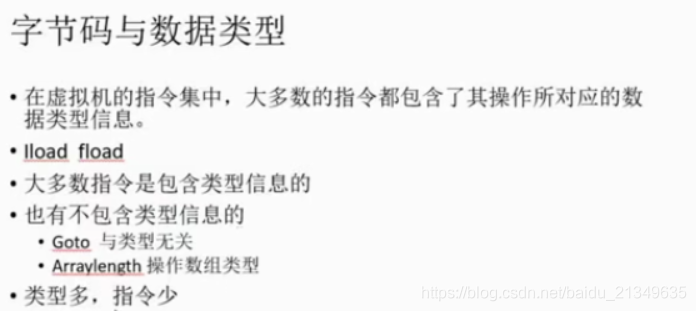 字节码与数据类型
• 在虚拟机的指令集中，大多数的指令都包含了其操作所对应的数
据类型信息。
• Iload fload
• 大多数指令是包含类型信息的
• 也有不包含类型信息的
• Goto 与类型无关
• Arraylength 操作数组类型
• 类型多，指令少
https://blog.csdn.net/baidu_21349635